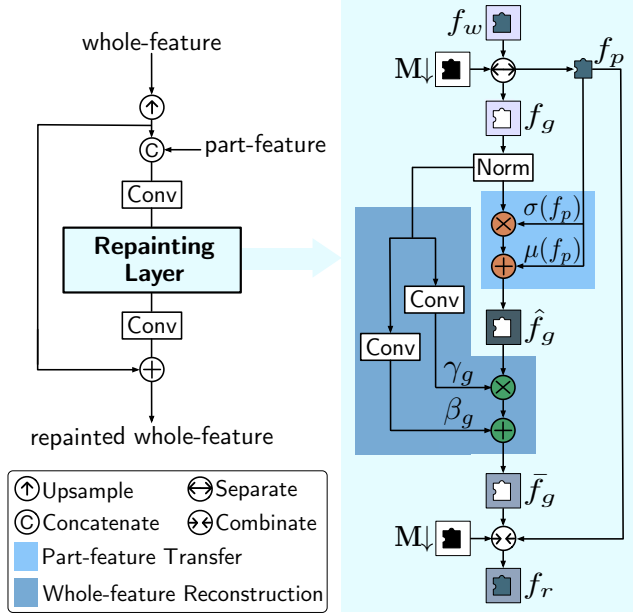 whole-feature
C
part-feature
Conv
Repainting
Layer
Conv
repainted whole-feature
Upsample
Separate
C Concatenate
Combinate
Part-feature Transfer
Whole-feature Reconstruction
f_w
M↓
f_p
f_g
Norm
σ(f_p)
μ(f_p)
Conv
f̂_g
Conv
γ_g
β_g
f̅_g
M↓
f_r